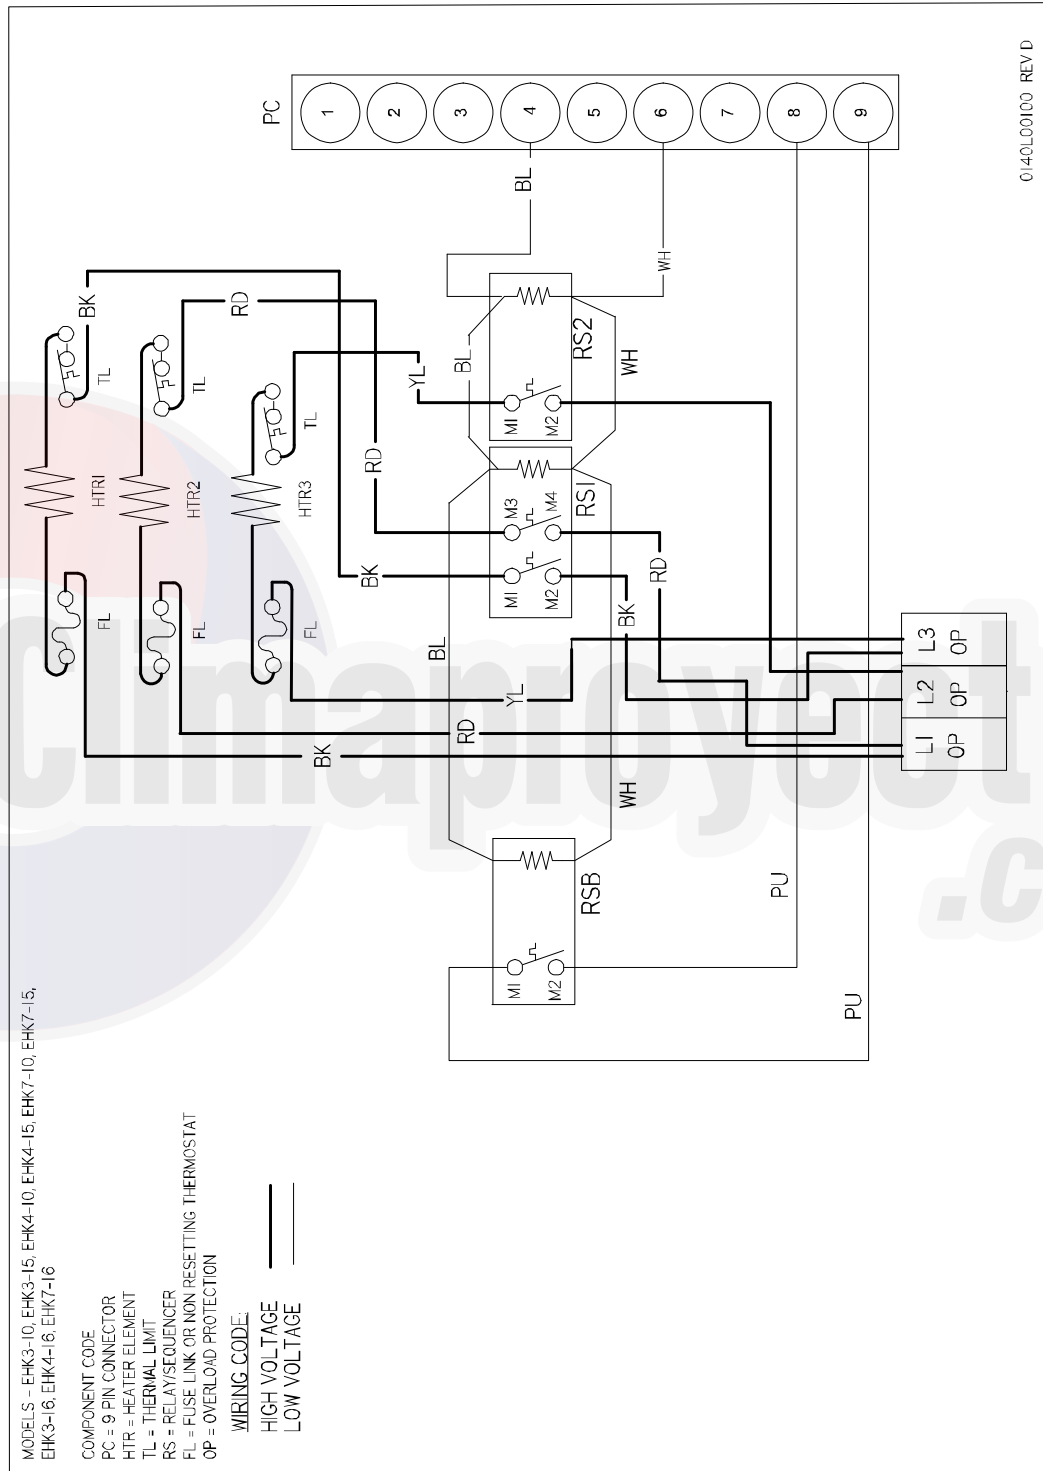 MODELS - EHK3-10, EHK3-15, EHK4-10, EHK4-15, EHK7-10, EHK7-15,
EHK3-16, EHK4-16, EHK7-16
COMPONENT CODE
PC = 9 PIN CONNECTOR
HTR = HEATER ELEMENT
TL = THERMAL LIMIT
RS = RELAY/SEQUENCER
FL = FUSE LINK OR NON RESETTING THERMOSTAT
OP = OVERLOAD PROTECTION
WIRING CODE:
HIGH VOLTAGE
LOW VOLTAGE
FL
HTR1
TL
BK
FL
HTR2
TL
RD
FL
HTR3
TL
PC
1
2
3
4
5
6
7
8
9
BK
RD
YL
BK
RD
YL
BL
BL
BL
WH
M1
M2
RSB
M1
M2
M3
M4
RS1
M1
M2
RS2
WH
WH
BK
RD
PU
PU
L1
OP
L2
OP
L3
OP
0140L00100 REV D
Climaproyect
.c